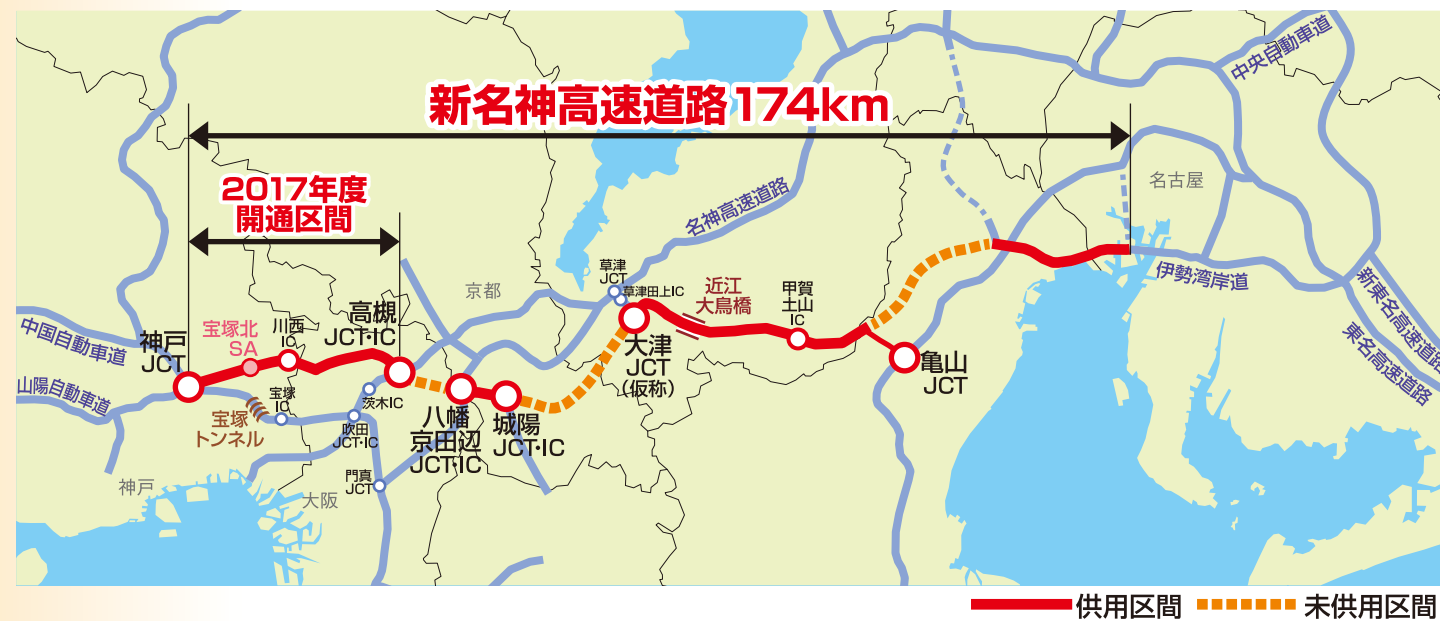 新名神高速道路174km
2017年度
開通区間
中央自動車道
名古屋
名神高速道路
伊勢湾岸道
新東名高速道路
東名高速道路
京都
草津
JCT
草津田上IC
近江
大鳥橋
甲賀
土山
IC
大津
JCT
(仮称)
亀山
JCT
中国自動車道
山陽自動車道
神戸
JCT
宝塚北
SA
川西
IC
高槻
JCT・IC
宝塚
IC
宝塚
トンネル
茨木IC
吹田
JCT・IC
八幡
京田辺
JCT・IC
城陽
JCT・IC
門真
JCT
神戸
大阪
供用区間
未供用区間